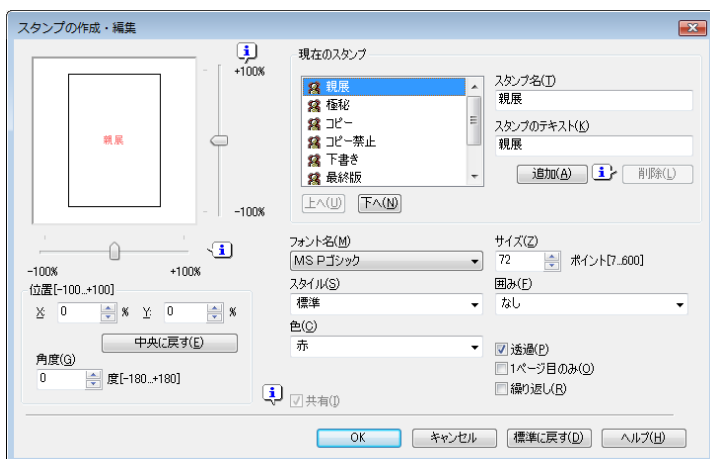 スタンプの作成・編集
+100%
親展
-100%
-100%
+100%
位置[-100..+100]
X: 0 % Y: 0 %
中央に戻す(E)
角度(G)
0 度[-180..+180]
現在のスタンプ
親展
極秘
コピー
コピー禁止
下書き
最終版
上へ(U) 下へ(N)
スタンプ名(T)
親展
スタンプのテキスト(K)
親展
追加(A) 削除(L)
フォント名(M)
MS Pゴシック
サイズ(Z)
72 ポイント[7..600]
スタイル(S)
標準
囲み(F)
なし
色(C)
赤
透過(P)
1ページ目のみ(O)
繰り返し(R)
共有(I)
OK キャンセル 標準に戻す(D) ヘルプ(H)